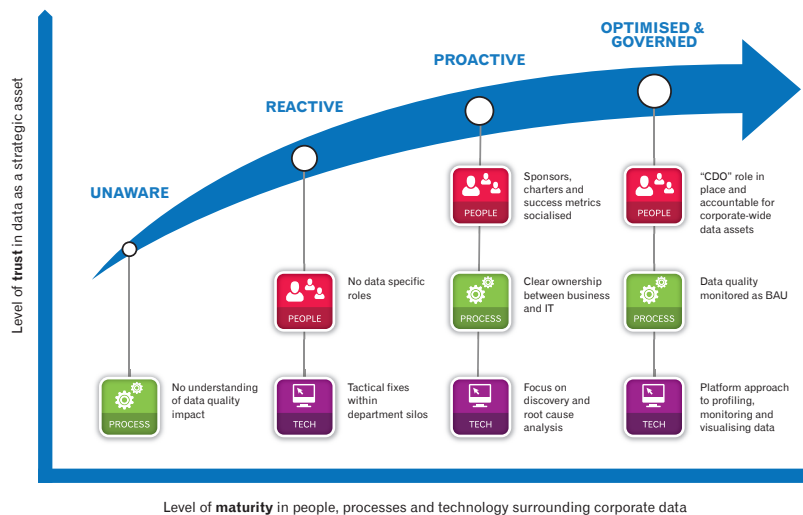 OPTIMISED &
GOVERNED
PROACTIVE
REACTIVE
UNAWARE
Level of trust in data as a strategic asset
PEOPLE
Sponsors,
charters and
success metrics
socialised
PEOPLE
“CDO” role in
place and
accountable for
corporate-wide
data assets
PEOPLE
No data specific
roles
PROCESS
Clear ownership
between business
and IT
PROCESS
Data quality
monitored as BAU
PROCESS
No understanding
of data quality
impact
TECH
Tactical fixes
within
department silos
TECH
Focus on
discovery and
root cause
analysis
TECH
Platform approach
to profiling,
monitoring and
visualising data
Level of maturity in people, processes and technology surrounding corporate data